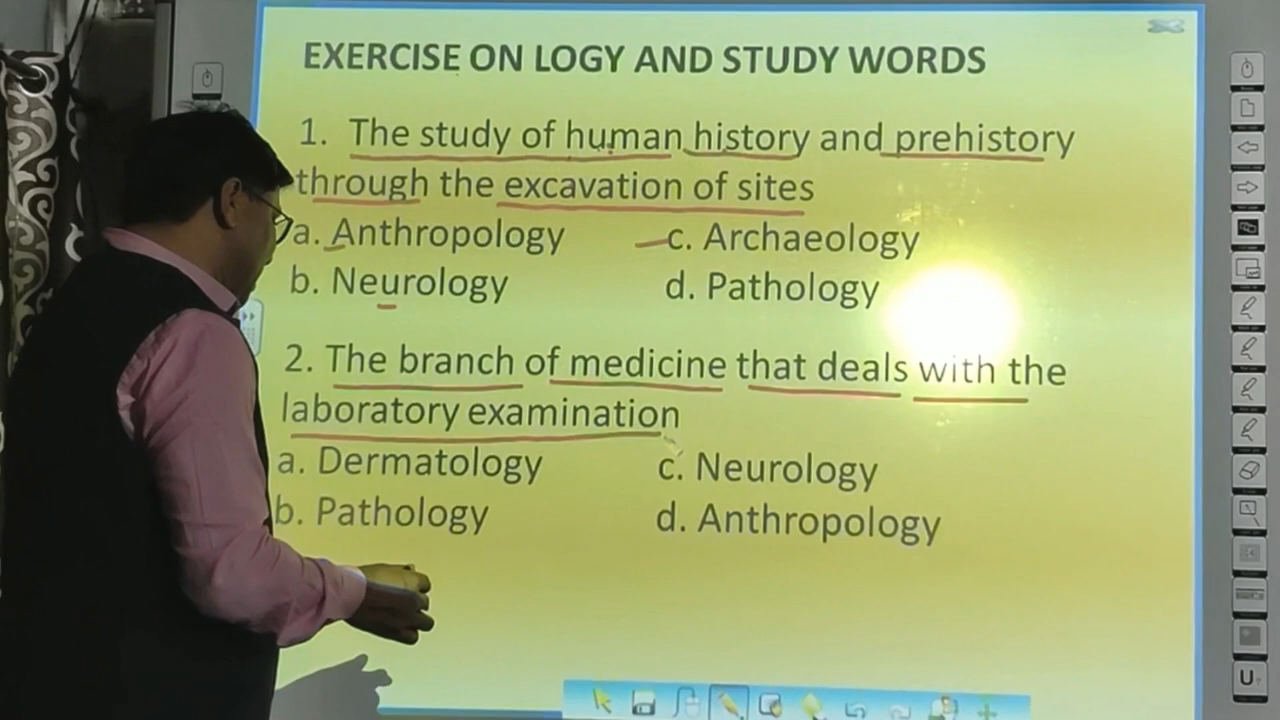 EXERCISE ON LOGY AND STUDY WORDS
1. The study of human history and prehistory
through the excavation of sites
a. Anthropology c. Archaeology
b. Neurology d. Pathology
2. The branch of medicine that deals with the
laboratory examination
a. Dermatology c. Neurology
b. Pathology d. Anthropology
U